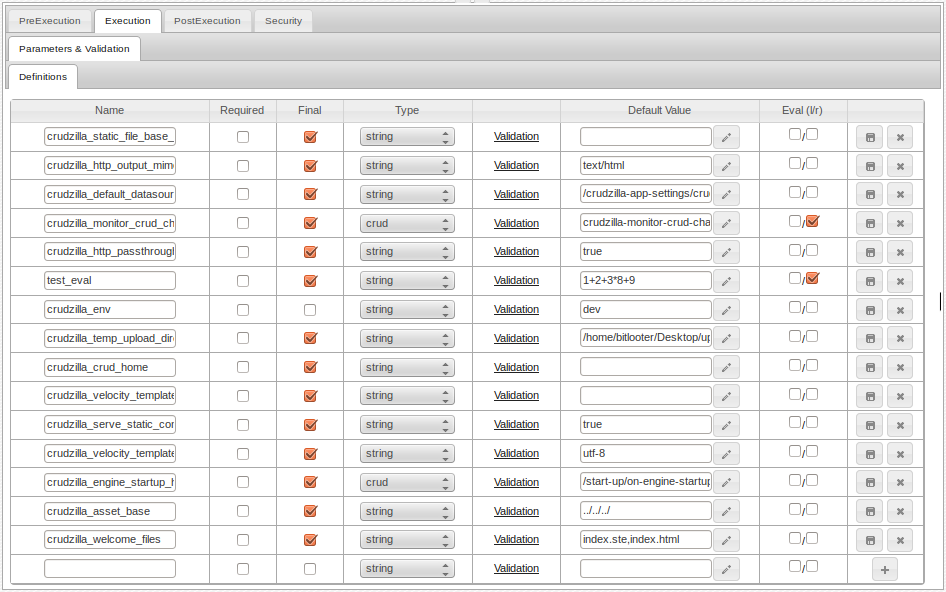 PreExecution Execution PostExecution Security
Parameters & Validation
Definitions
Name Required Final Type Default Value Eval (l/r)
crudzilla_static_file_base_ string Validation /
crudzilla_http_output_mim string Validation text/html /
crudzilla_default_datasour string Validation /crudzilla-app-settings/cru /
crudzilla_monitor_crud_ch crud Validation crudzilla-monitor-crud-cha /
crudzilla_http_passthrough string Validation true /
test_eval string Validation 1+2+3*8+9 /
crudzilla_env string Validation dev /
crudzilla_temp_upload_dir string Validation /home/bitlooter/Desktop/up /
crudzilla_crud_home string Validation /
crudzilla_velocity_template string Validation /
crudzilla_serve_static_con string Validation true /
crudzilla_velocity_template string Validation utf-8 /
crudzilla_engine_startup_h crud Validation /start-up/on-engine-startup /
crudzilla_asset_base string Validation ../../../ /
crudzilla_welcome_files string Validation index.ste,index.html /
string Validation /